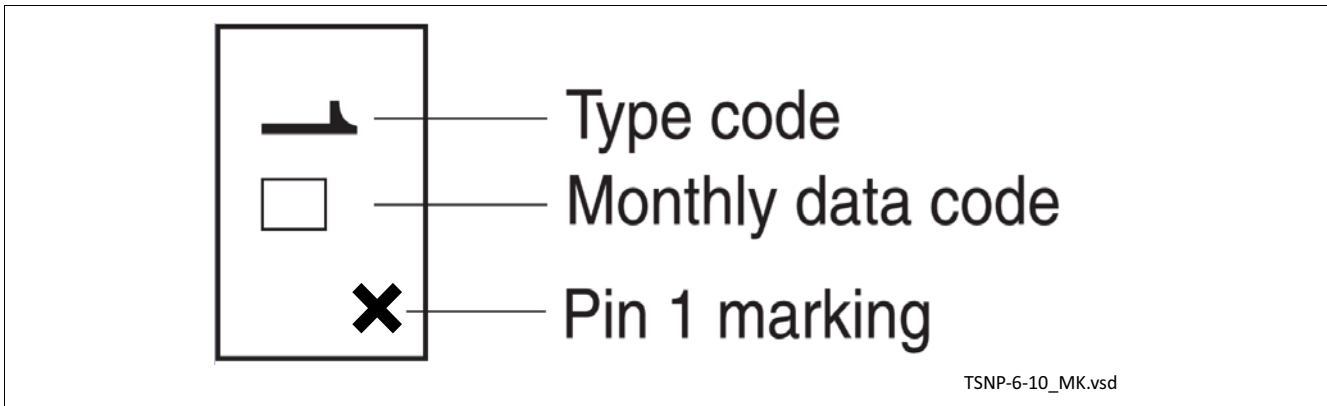 Type code
Monthly data code
Pin 1 marking
TSNP-6-10_MK.vsd